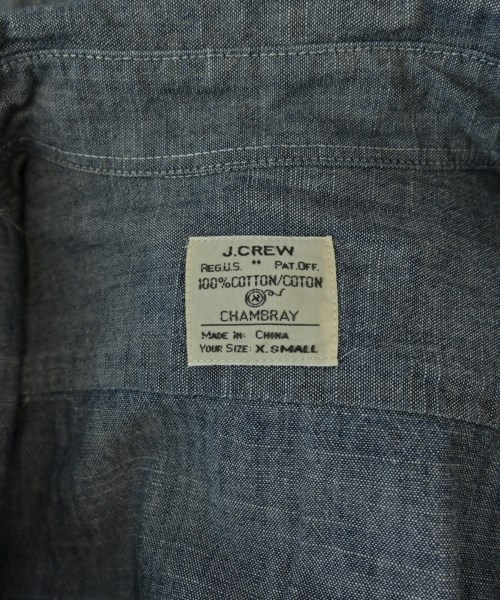 J.CREW
REG.U.S. " PAT.OFF.
100%COTTON/COTON
CHAMBRAY
MADE IN: CHINA
YOUR SIZE: X.SMALL